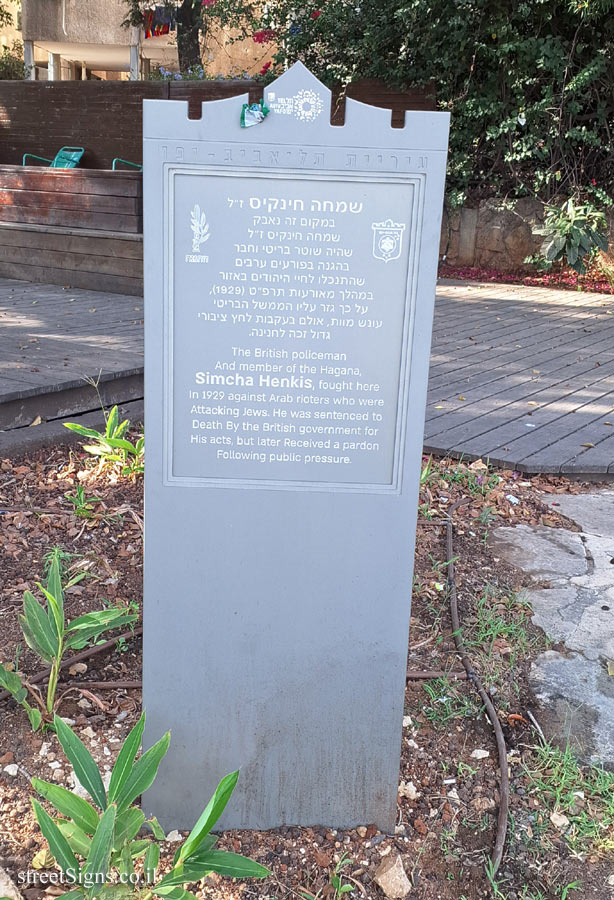 עיריית תל-אביב-יפו
שמחה חינקיס ז"ל
במקום זה נאבק
שמחה חינקיס ז"ל
שהיה שוטר בריטי וחבר
בהגנה בפורעים ערבים
שהתנכלו לחיי היהודים באזור
במהלך מאורעות תרפ"ט (1929),
על כך גזר עליו הממשל הבריטי
עונש מוות, אולם בעקבות לחץ ציבורי
גדול זכה לחנינה.
The British policeman
And member of the Hagana,
Simcha Henkis, fought here
In 1929 against Arab rioters who were
Attacking Jews. He was sentenced to
Death By the British government for
His acts, but later Received a pardon
Following public pressure.
streetSigns.co.il